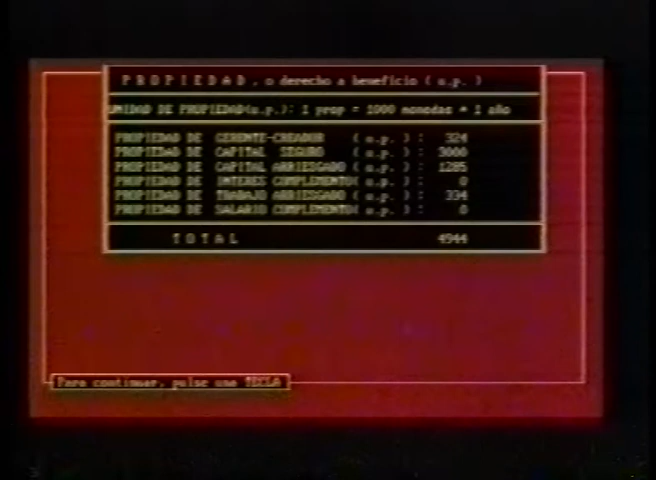 P R O P I E D A D , o derecho a beneficio ( u.p. )
UNIDAD DE PROPIEDAD(u.p.): 1 prop = 1000 monedas * 1 año
PROPIEDAD DE GERENTE-CREADOR ( u.p. ) : 324
PROPIEDAD DE CAPITAL SEGURO ( u.p. ) : 3000
PROPIEDAD DE CAPITAL ARRIESGADO ( u.p. ) : 1285
PROPIEDAD DE INTERES COMPLEMENTO( u.p. ) : 0
PROPIEDAD DE TRABAJO ARRIESGADO ( u.p. ) : 334
PROPIEDAD DE SALARIO COMPLEMENTO( u.p. ) : 0
T O T A L 4944
Para continuar, pulse una TECLA